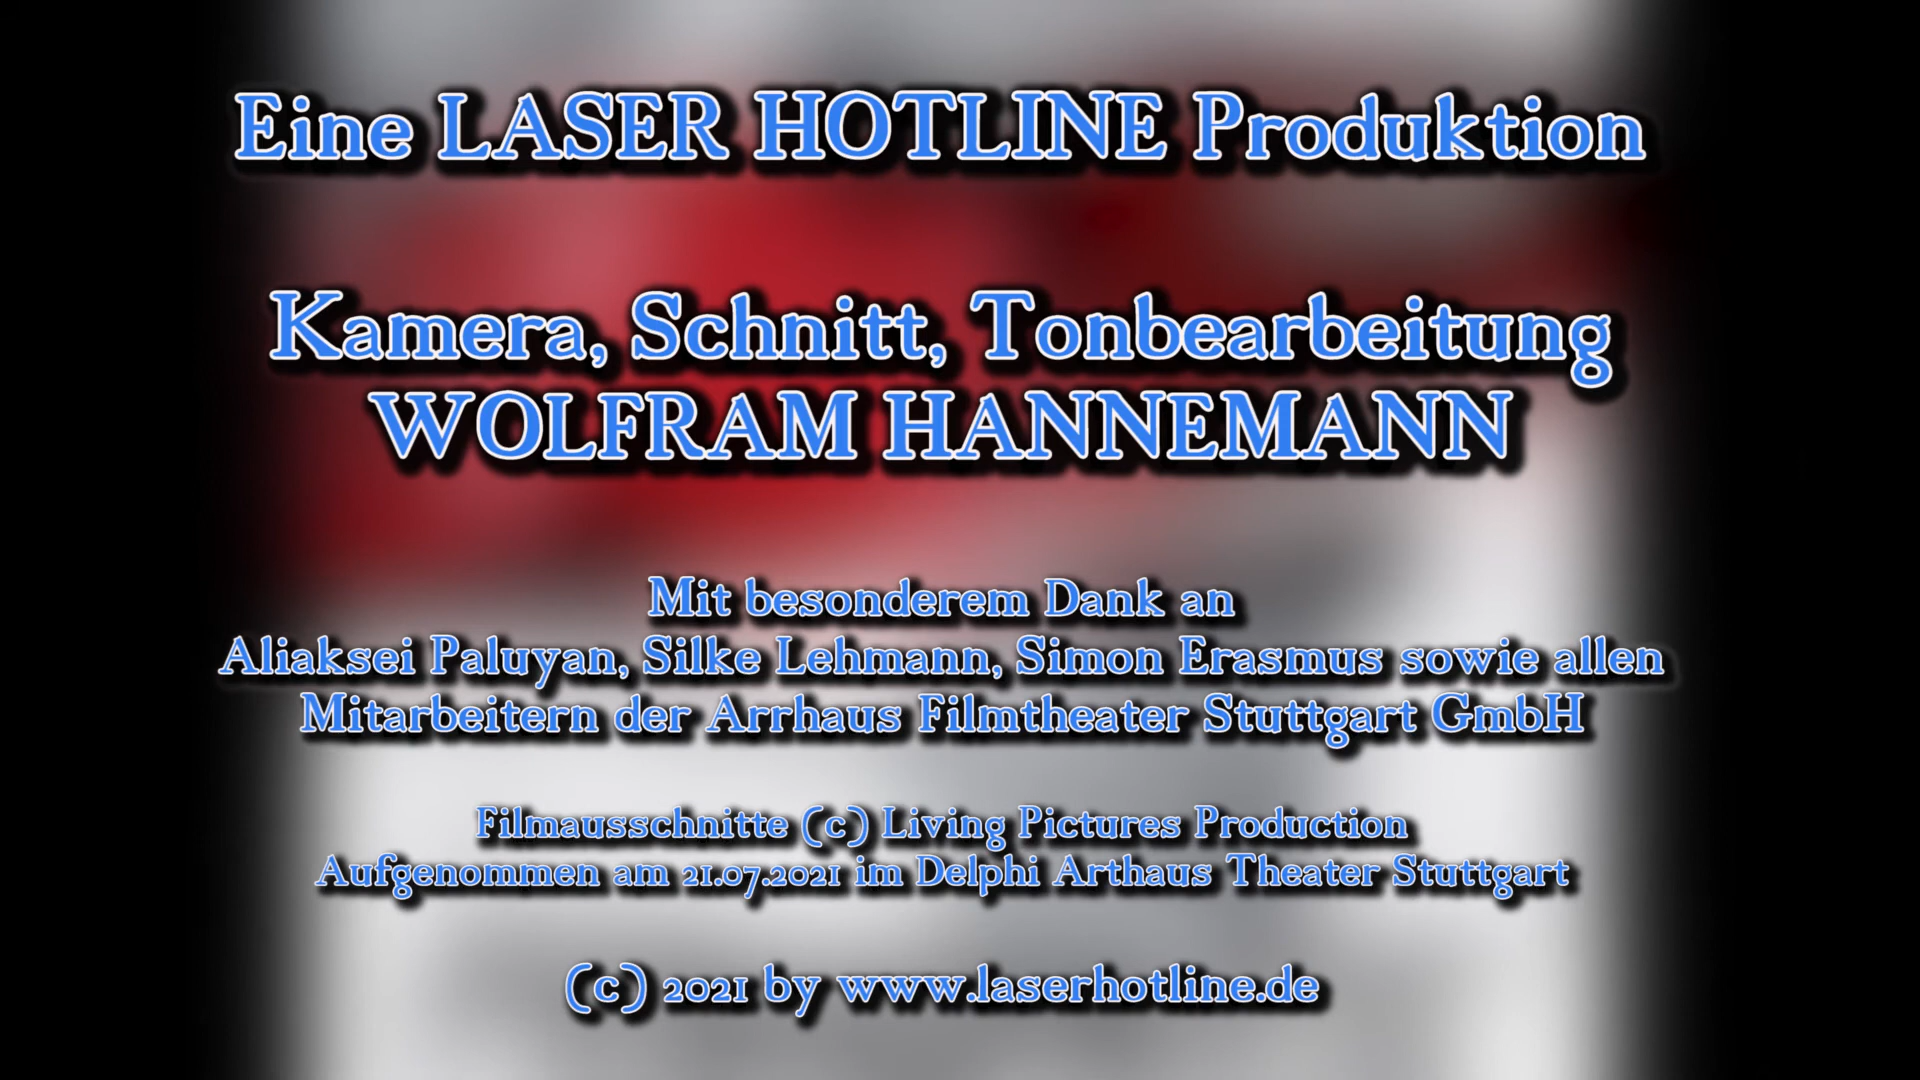 Eine LASER HOTLINE Produktion
Kamera, Schnitt, Tonbearbeitung
WOLFRAM HANNEMANN
Mit besonderem Dank an
Aliaksei Paluyan, Silke Lehmann, Simon Erasmus sowie allen
Mitarbeitern der Arrhaus Filmtheater Stuttgart GmbH
Filmausschnitte (c) Living Pictures Production
Aufgenommen am 21.07.2021 im Delphi Arthaus Theater Stuttgart
(c) 2021 by www.laserhotline.de